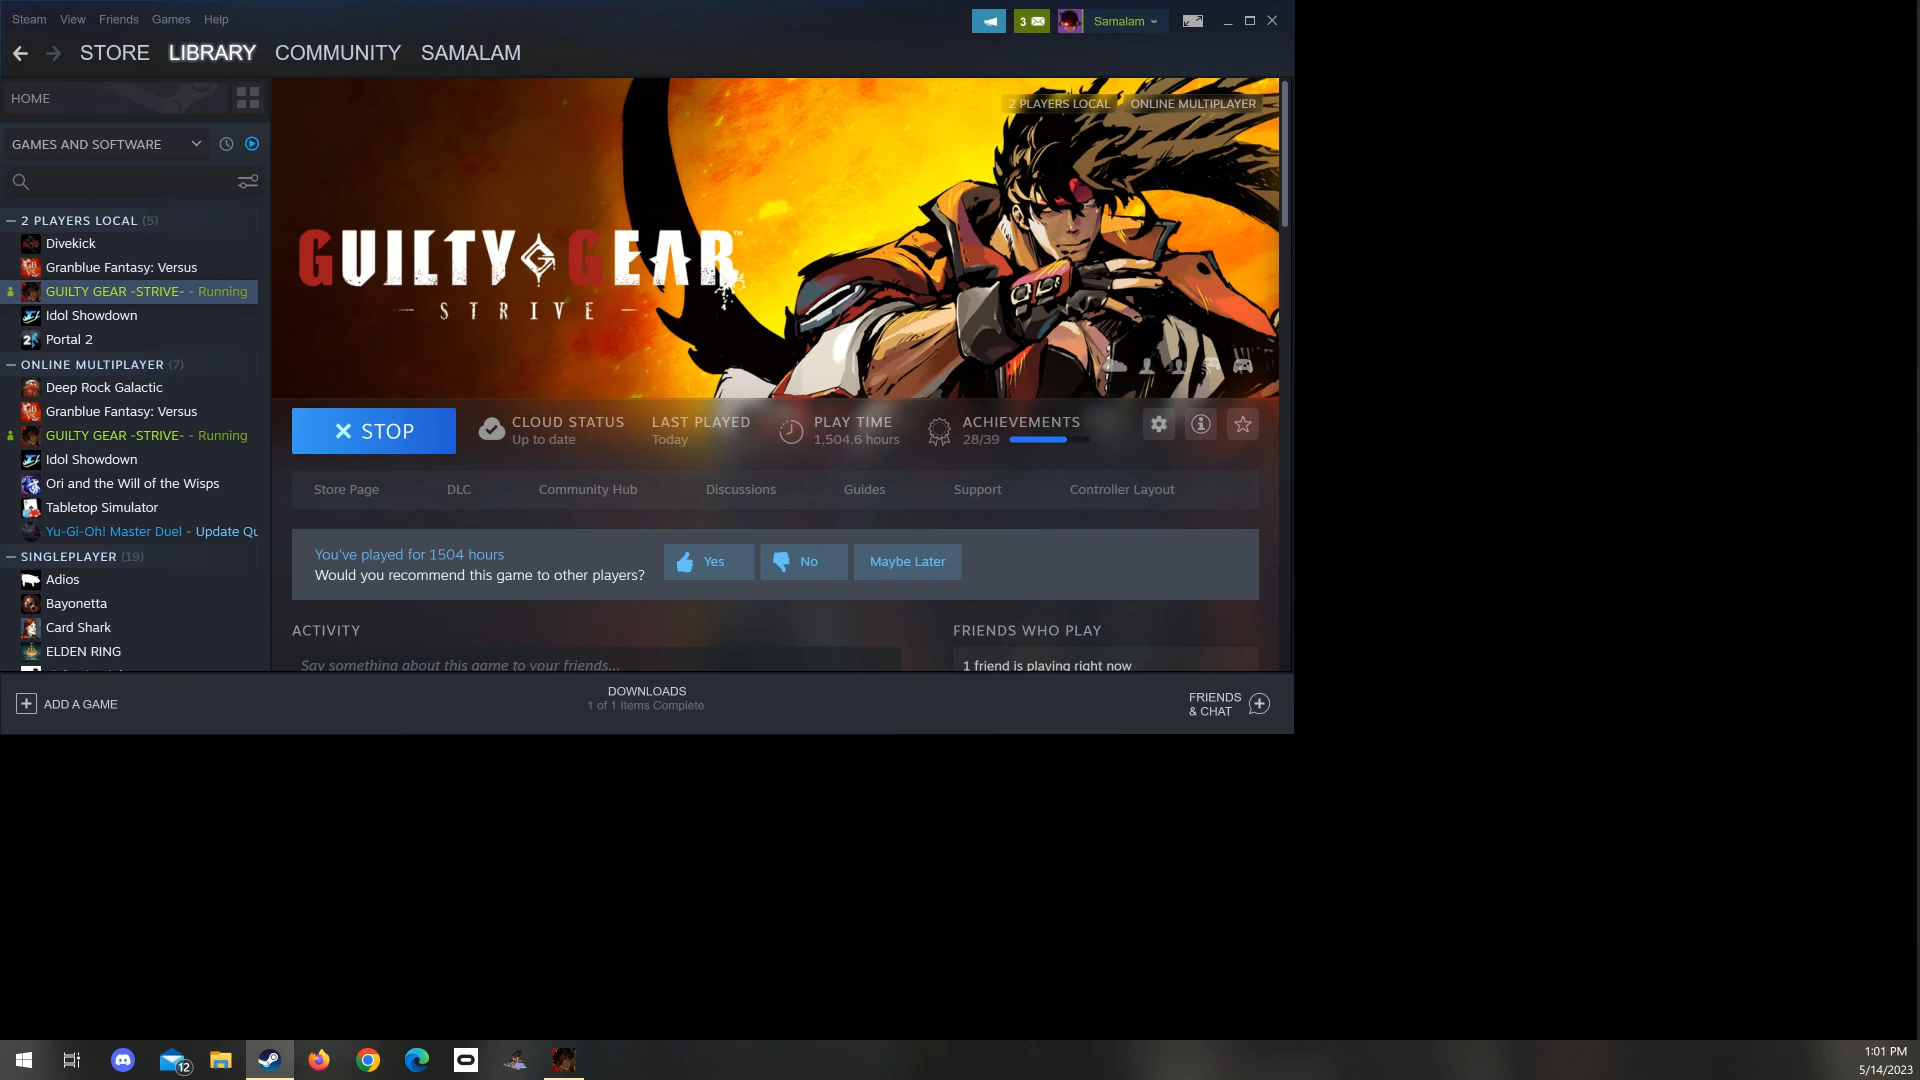 Steam View Friends Games Help
3 Samalam
STORE LIBRARY COMMUNITY SAMALAM
HOME
GAMES AND SOFTWARE
— 2 PLAYERS LOCAL (5)
Divekick
Granblue Fantasy: Versus
GUILTY GEAR -STRIVE- - Running
Idol Showdown
Portal 2
— ONLINE MULTIPLAYER (7)
Deep Rock Galactic
Granblue Fantasy: Versus
GUILTY GEAR -STRIVE- - Running
Idol Showdown
Ori and the Will of the Wisps
Tabletop Simulator
Yu-Gi-Oh! Master Duel - Update Qu
— SINGLEPLAYER (19)
Adios
Bayonetta
Card Shark
ELDEN RING
2 PLAYERS LOCAL ONLINE MULTIPLAYER
GUILTY GEAR™
STRIVE
STOP
CLOUD STATUS
Up to date
LAST PLAYED
Today
PLAY TIME
1,504.6 hours
ACHIEVEMENTS
28/39
Store Page DLC Community Hub Discussions Guides Support Controller Layout
You've played for 1504 hours
Would you recommend this game to other players?
Yes No Maybe Later
ACTIVITY
Say something about this game to your friends...
FRIENDS WHO PLAY
1 friend is playing right now
ADD A GAME
DOWNLOADS
1 of 1 Items Complete
FRIENDS
& CHAT
12
1:01 PM
5/14/2023